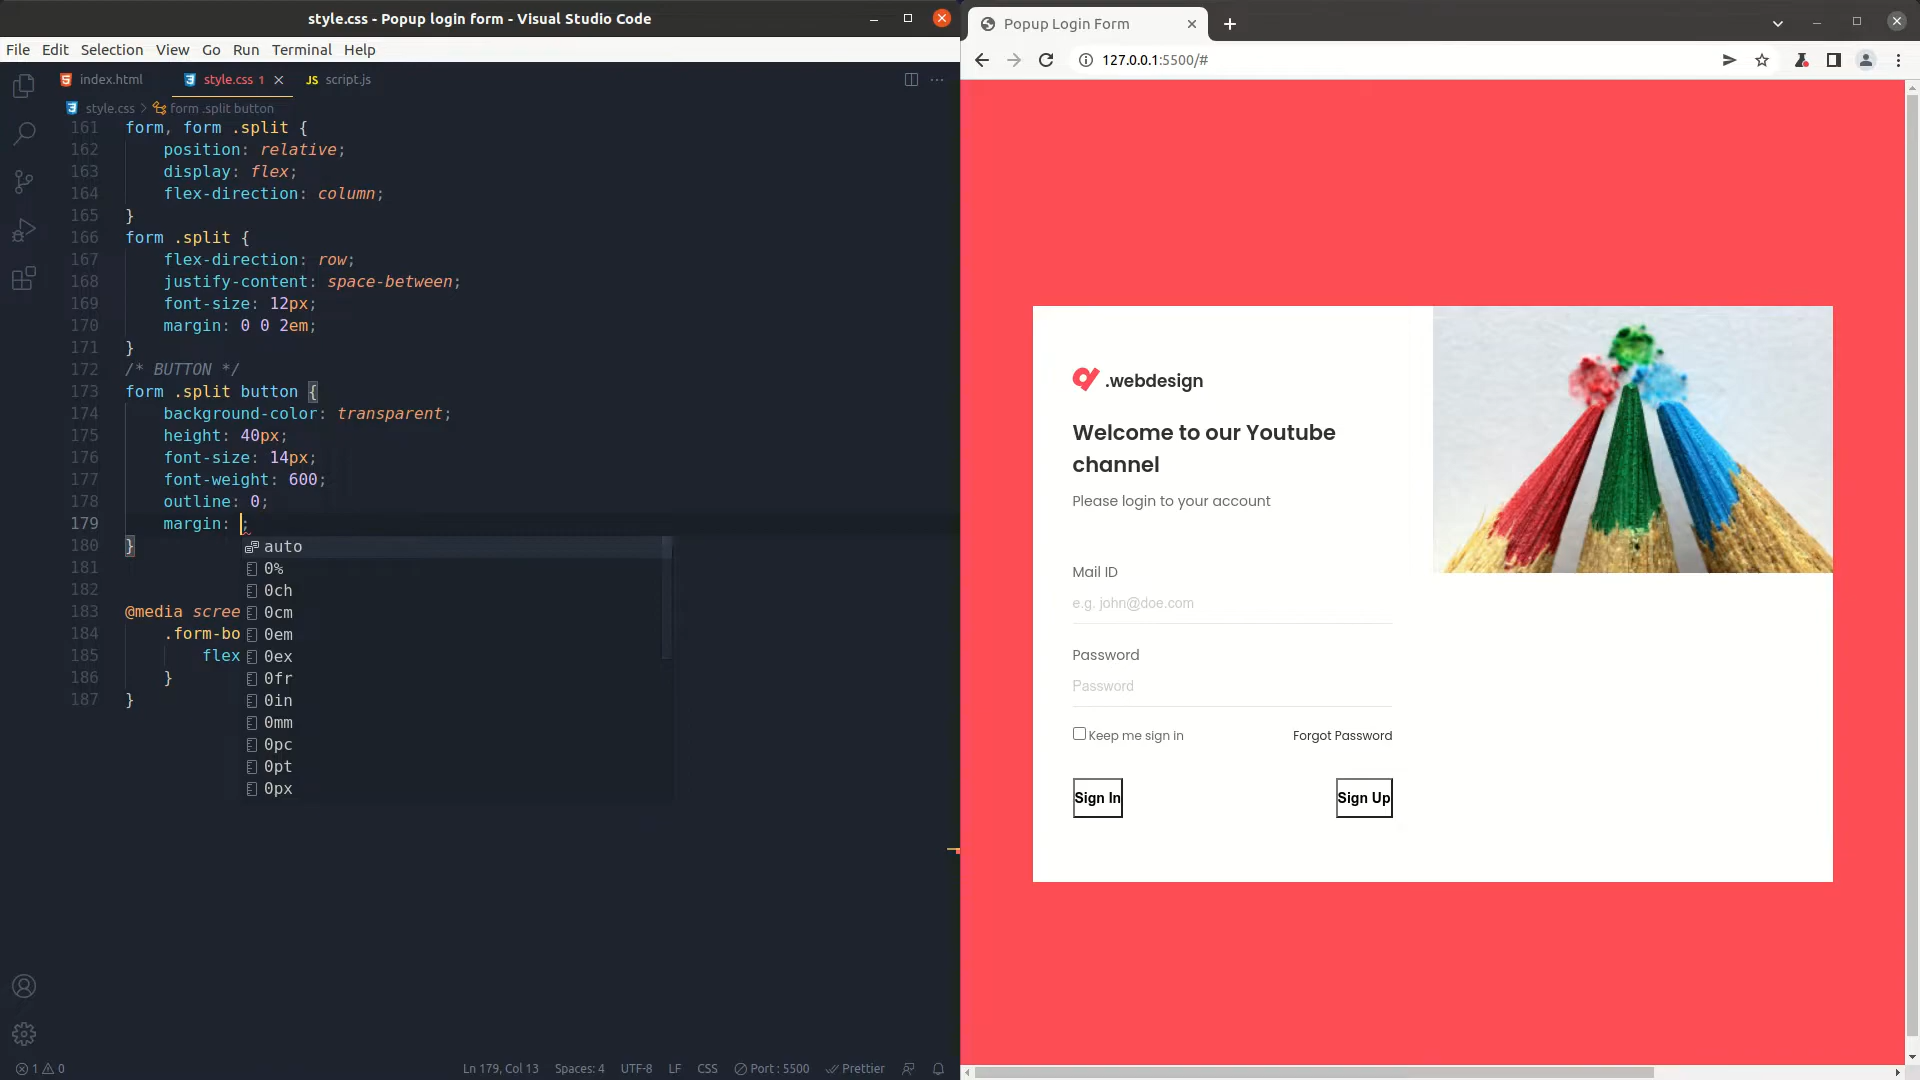 style.css - Popup login form - Visual Studio Code
File Edit Selection View Go Run Terminal Help
index.html
style.css 1
JS script.js
style.css > form .split button
161 form, form .split {
162 position: relative;
163 display: flex;
164 flex-direction: column;
165 }
166 form .split {
167 flex-direction: row;
168 justify-content: space-between;
169 font-size: 12px;
170 margin: 0 0 2em;
171 }
172 /* BUTTON */
173 form .split button {
174 background-color: transparent;
175 height: 40px;
176 font-size: 14px;
177 font-weight: 600;
178 outline: 0;
179 margin: ;
180 }
181
182
183 @media scree
184 .form-bo
185 flex
186 }
187 }
auto
0%
0ch
0cm
0em
0ex
0fr
0in
0mm
0pc
0pt
0px
1 0
Ln 179, Col 13 Spaces: 4 UTF-8 LF CSS Port : 5500 Prettier
Popup Login Form
127.0.0.1:5500/#
.webdesign
Welcome to our Youtube
channel
Please login to your account
Mail ID
e.g. john@doe.com
Password
Password
Keep me sign in Forgot Password
Sign In Sign Up